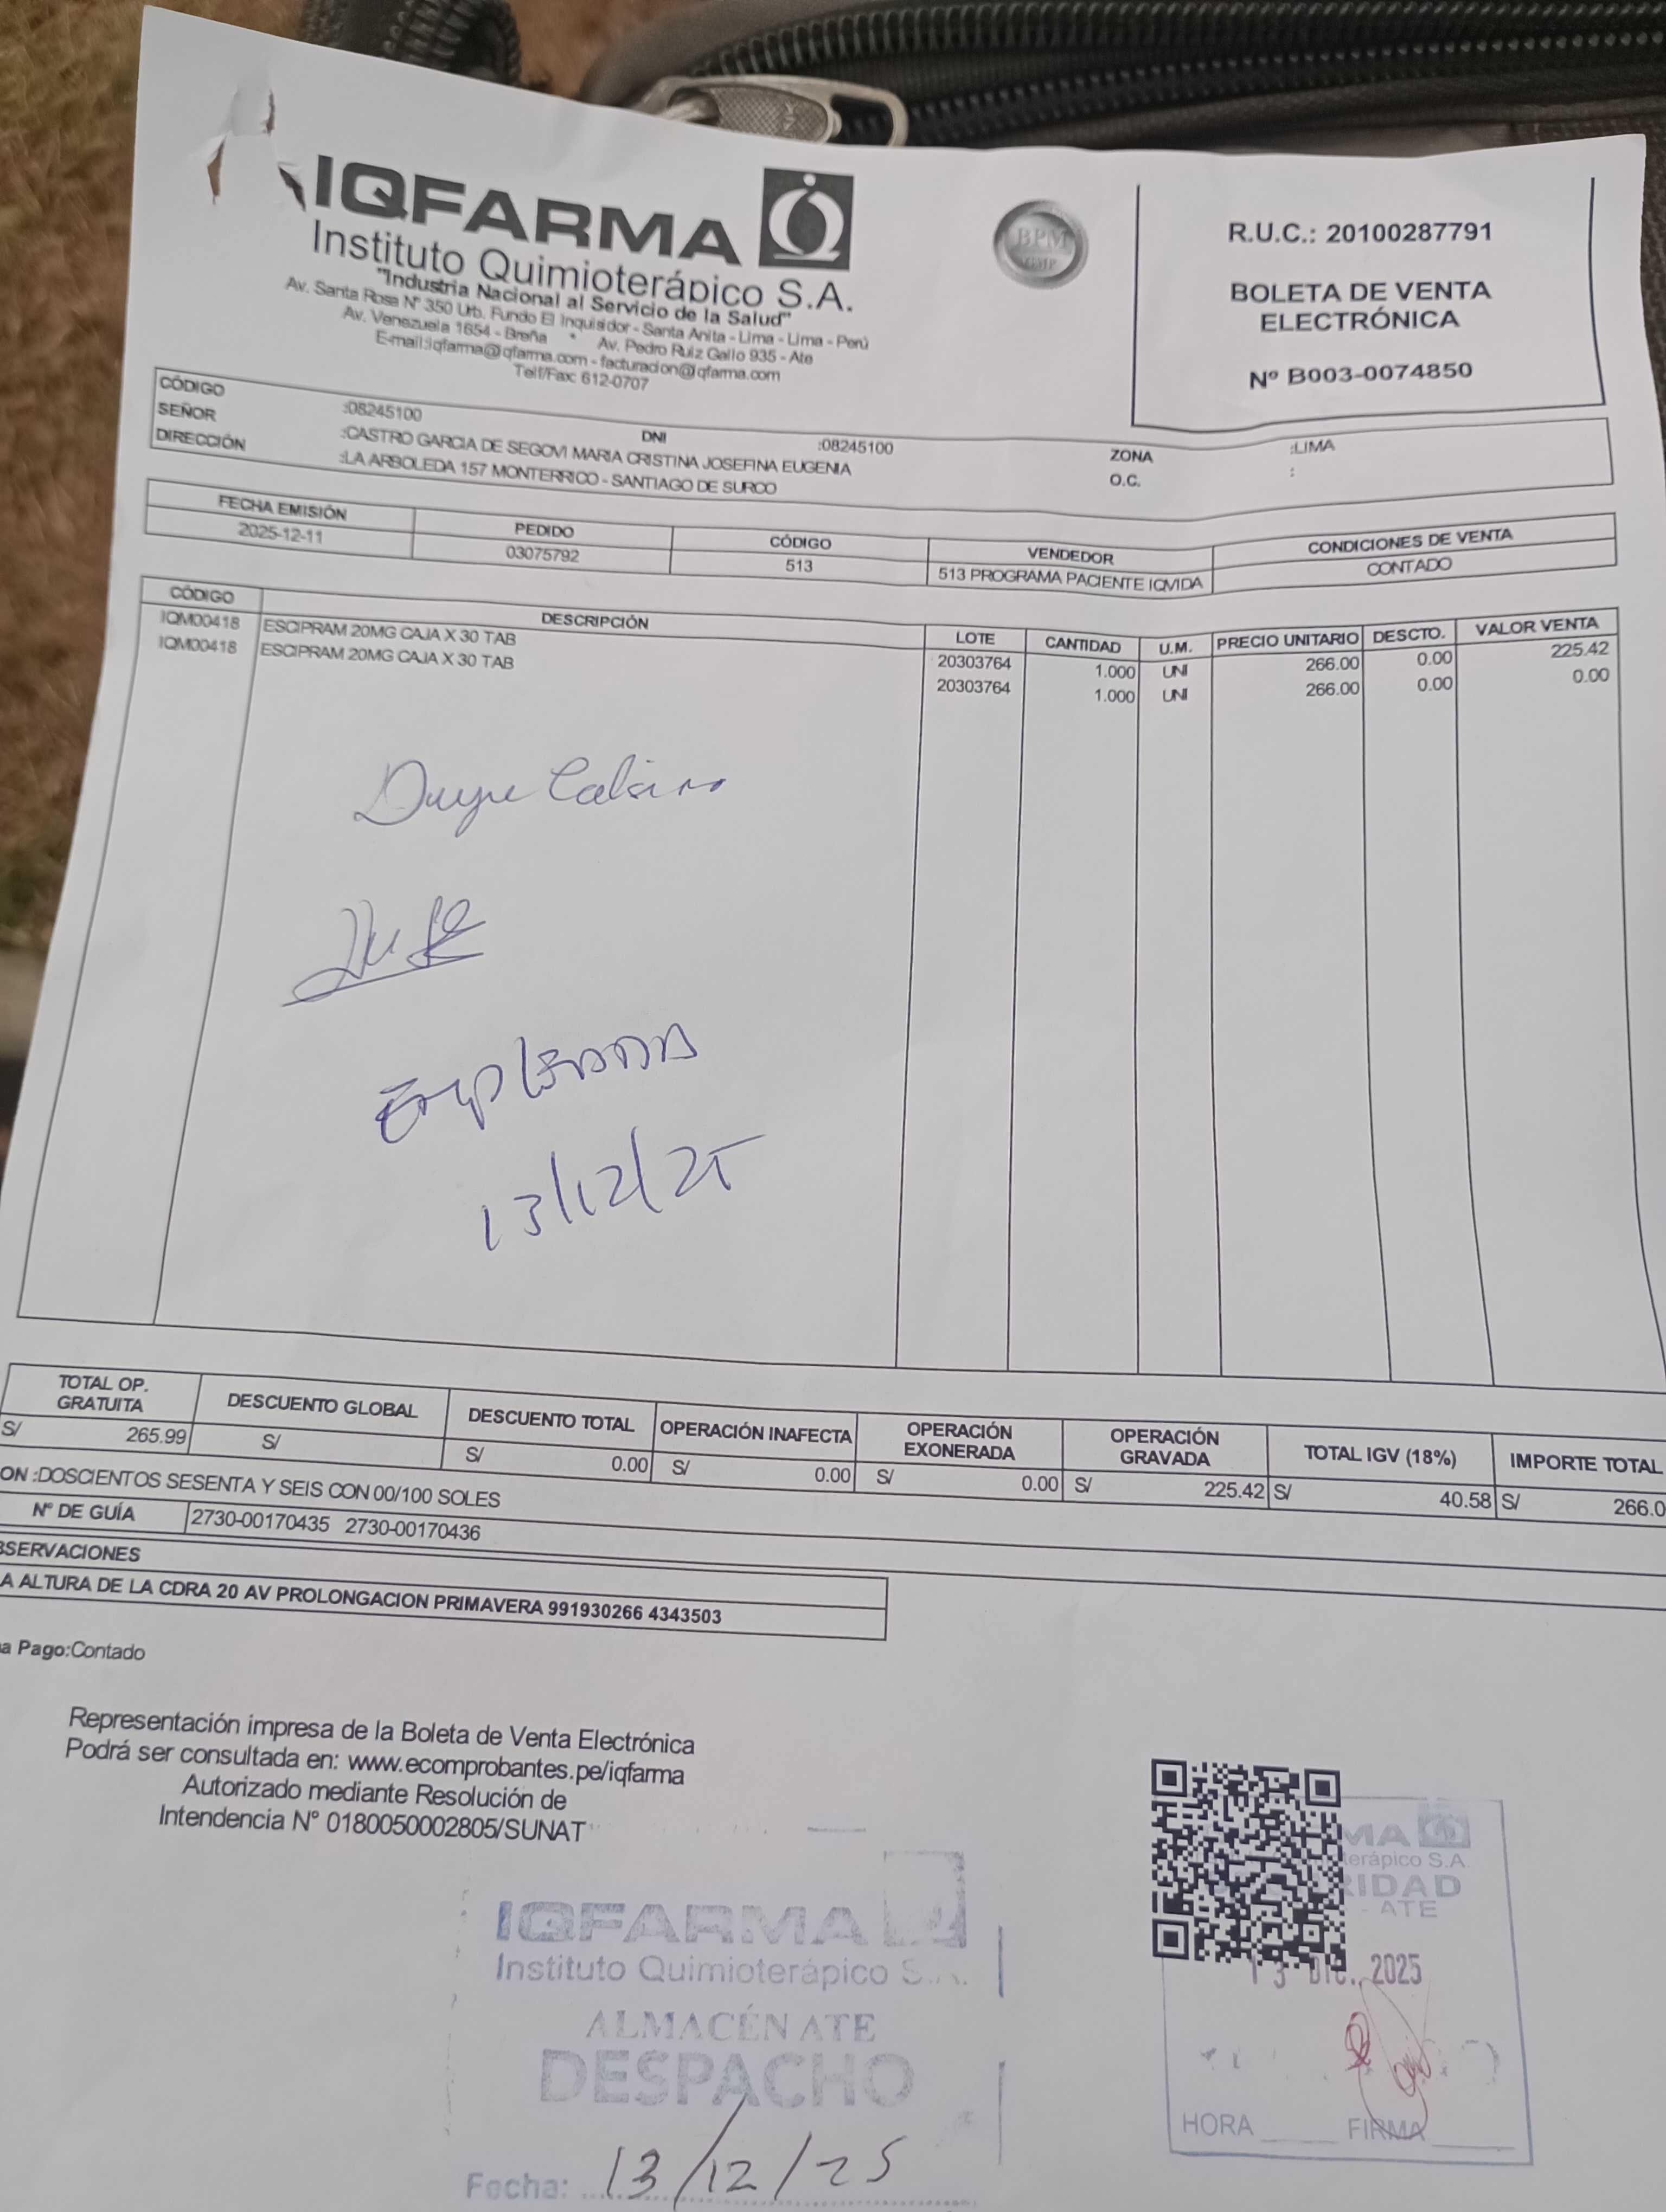 IQFARMA
Instituto Quimioterápico S.A.
"Industria Nacional al Servicio de la Salud"
Av. Santa Rosa N° 350 Urb. Fundo El Inquisidor - Santa Anita - Lima - Perú
Av. Venezuela 1654 - Breña * Av. Pedro Ruiz Gallo 935 - Ate
E-mail:iqfarma@iqfarma.com - facturacion@iqfarma.com
Telf/Fax: 612-0707
BPM
GMP
R.U.C.: 20100287791
BOLETA DE VENTA
ELECTRÓNICA
Nº B003-0074850
CÓDIGO :08245100 DNI :08245100 ZONA :LIMA
SEÑOR :CASTRO GARCIA DE SEGOVI MARIA CRISTINA JOSEFINA EUGENIA O.C. :
DIRECCIÓN :LA ARBOLEDA 157 MONTERRICO - SANTIAGO DE SURCO
FECHA EMISIÓN PEDIDO CÓDIGO VENDEDOR CONDICIONES DE VENTA
2025-12-11 03075792 513 513 PROGRAMA PACIENTE IQVIDA CONTADO
CÓDIGO DESCRIPCIÓN LOTE CANTIDAD U.M. PRECIO UNITARIO DESCTO. VALOR VENTA
IQM00418 ESCIPRAM 20MG CAJA X 30 TAB 20303764 1.000 UNI 266.00 0.00 225.42
IQM00418 ESCIPRAM 20MG CAJA X 30 TAB 20303764 1.000 UNI 266.00 0.00 0.00
13/12/25
TOTAL OP. GRATUITA DESCUENTO GLOBAL DESCUENTO TOTAL OPERACIÓN INAFECTA OPERACIÓN EXONERADA OPERACIÓN GRAVADA TOTAL IGV (18%) IMPORTE TOTAL
S/ 265.99 S/ S/ 0.00 S/ 0.00 S/ 0.00 S/ 225.42 S/ 40.58 S/ 266.0
ON :DOSCIENTOS SESENTA Y SEIS CON 00/100 SOLES
N° DE GUÍA 2730-00170435 2730-00170436
BSERVACIONES
A ALTURA DE LA CDRA 20 AV PROLONGACION PRIMAVERA 991930266 4343503
a Pago:Contado
Representación impresa de la Boleta de Venta Electrónica
Podrá ser consultada en: www.ecomprobantes.pe/iqfarma
Autorizado mediante Resolución de
Intendencia N° 0180050002805/SUNAT
IQFARMA
Instituto Quimioterápico S.A.
ALMACÉN ATE
DESPACHO
Fecha: 13/12/25
MA
terápico S.A
RIDAD
- ATE
13 DIC. 2025
HORA FIRMA